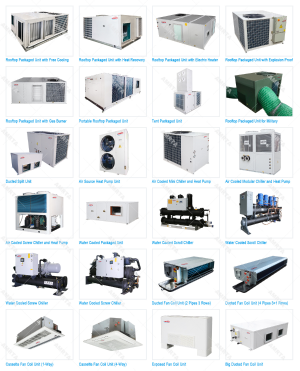 Rooftop Packaged Unit with Free Cooling
Rooftop Packaged Unit with Heat Recovery
Rooftop Packaged Unit with Electric Heater
Rooftop Packaged Unit with Explosion Proof
Rooftop Packaged Unit with Gas Burner
Portable Rooftop Packaged Unit
Tent Packaged Unit
Rooftop Packaged Unit for Military
Ducted Split Unit
Air Source Heat Pump Unit
Air Cooled Mini Chiller and Heat Pump
Air Cooled Modular Chiller and Heat Pump
Air Cooled Screw Chiller and Heat Pump
Water Cooled Packaged Unit
Water Cooled Scroll Chiller
Water Cooled Scroll Chiller
Water Cooled Screw Chiller
Water Cooled Screw Chiller
Ducted Fan Coil Unit (2 Pipes 3 Rows)
Ducted Fan Coil Unit (4 Pipes 3+1 Rows)
Cassette Fan Coil Unit (1-Way)
Cassette Fan Coil Unit (4-Way)
Exposed Fan Coil Unit
Big Ducted Fan Coil Unit